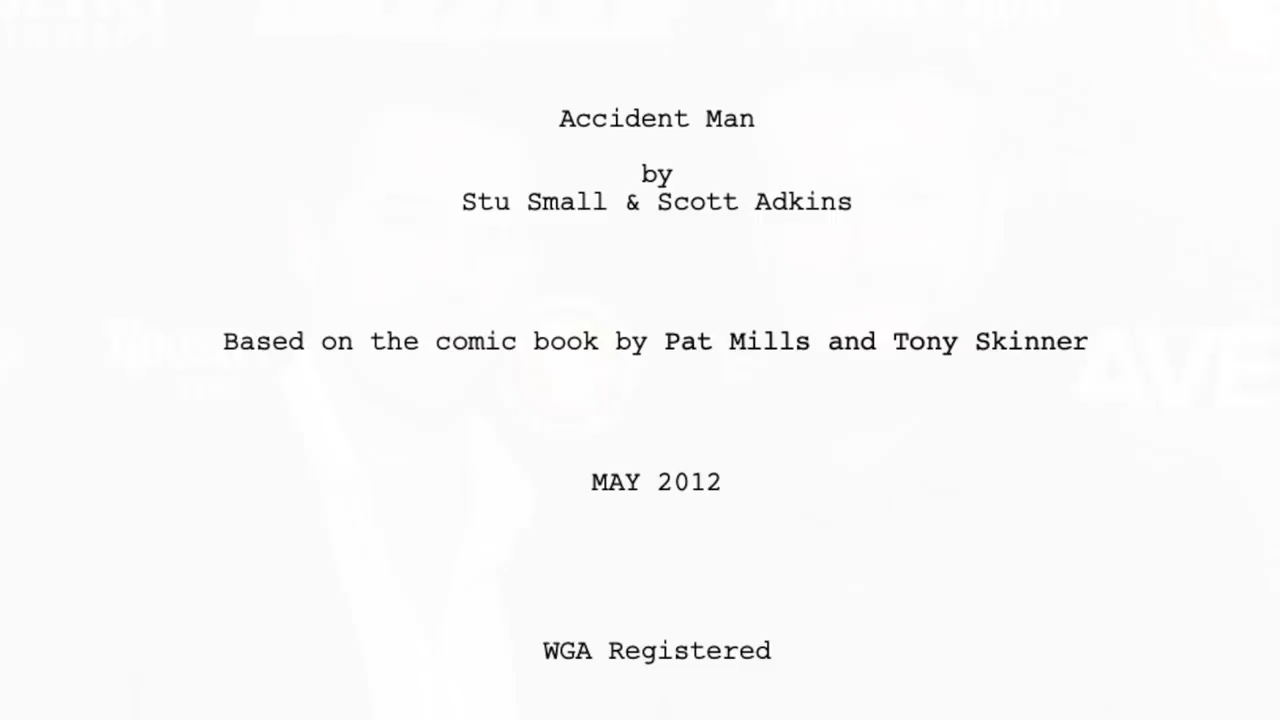 Accident Man
by
Stu Small & Scott Adkins
Based on the comic book by Pat Mills and Tony Skinner
MAY 2012
WGA Registered